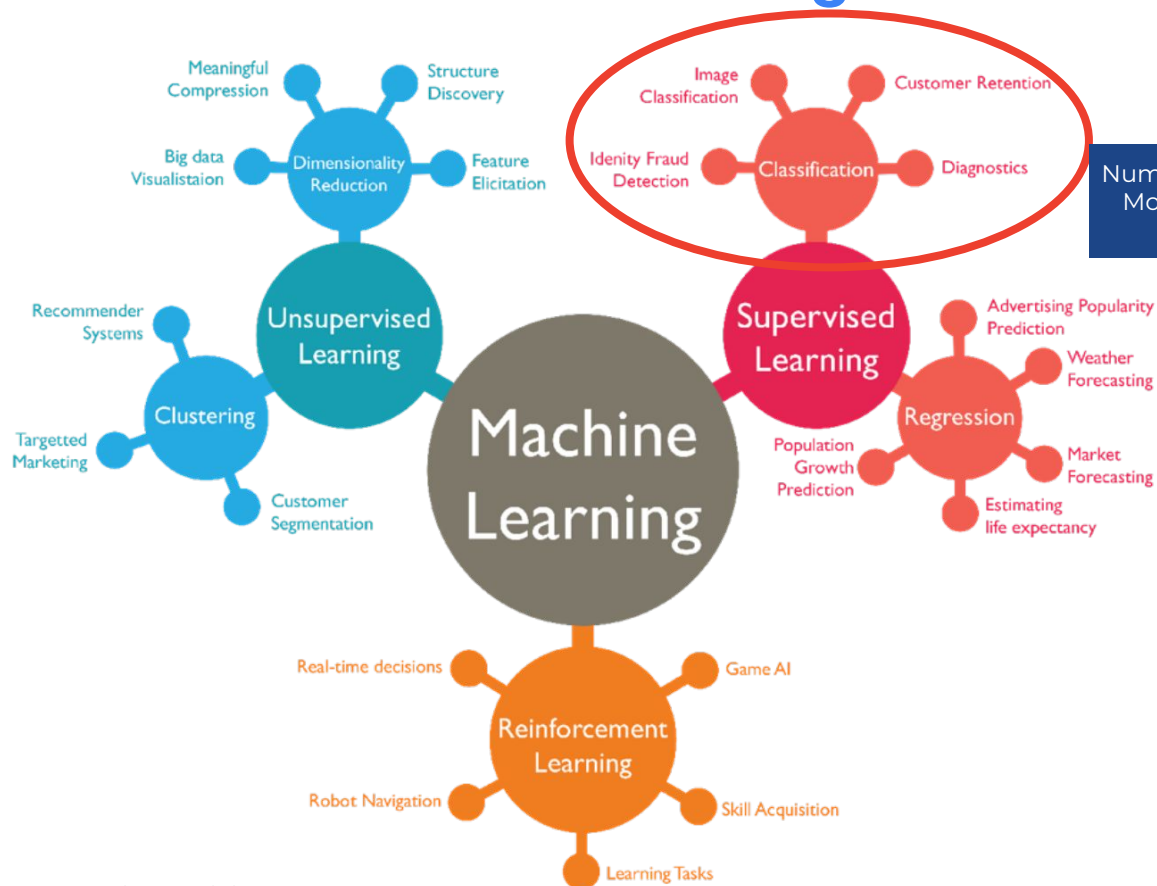 Meaningful
Compression
Structure
Discovery
Big data
Visualistaion
Dimensionality
Reduction
Feature
Elicitation
Image
Classification
Customer Retention
Idenity Fraud
Detection
Classification
Diagnostics
Recommender
Systems
Unsupervised
Learning
Clustering
Targetted
Marketing
Customer
Segmentation
Machine
Learning
Supervised
Learning
Advertising Popularity
Prediction
Weather
Forecasting
Regression
Population
Growth
Prediction
Market
Forecasting
Estimating
life expectancy
Real-time decisions
Game AI
Reinforcement
Learning
Robot Navigation
Skill Acquisition
Learning Tasks